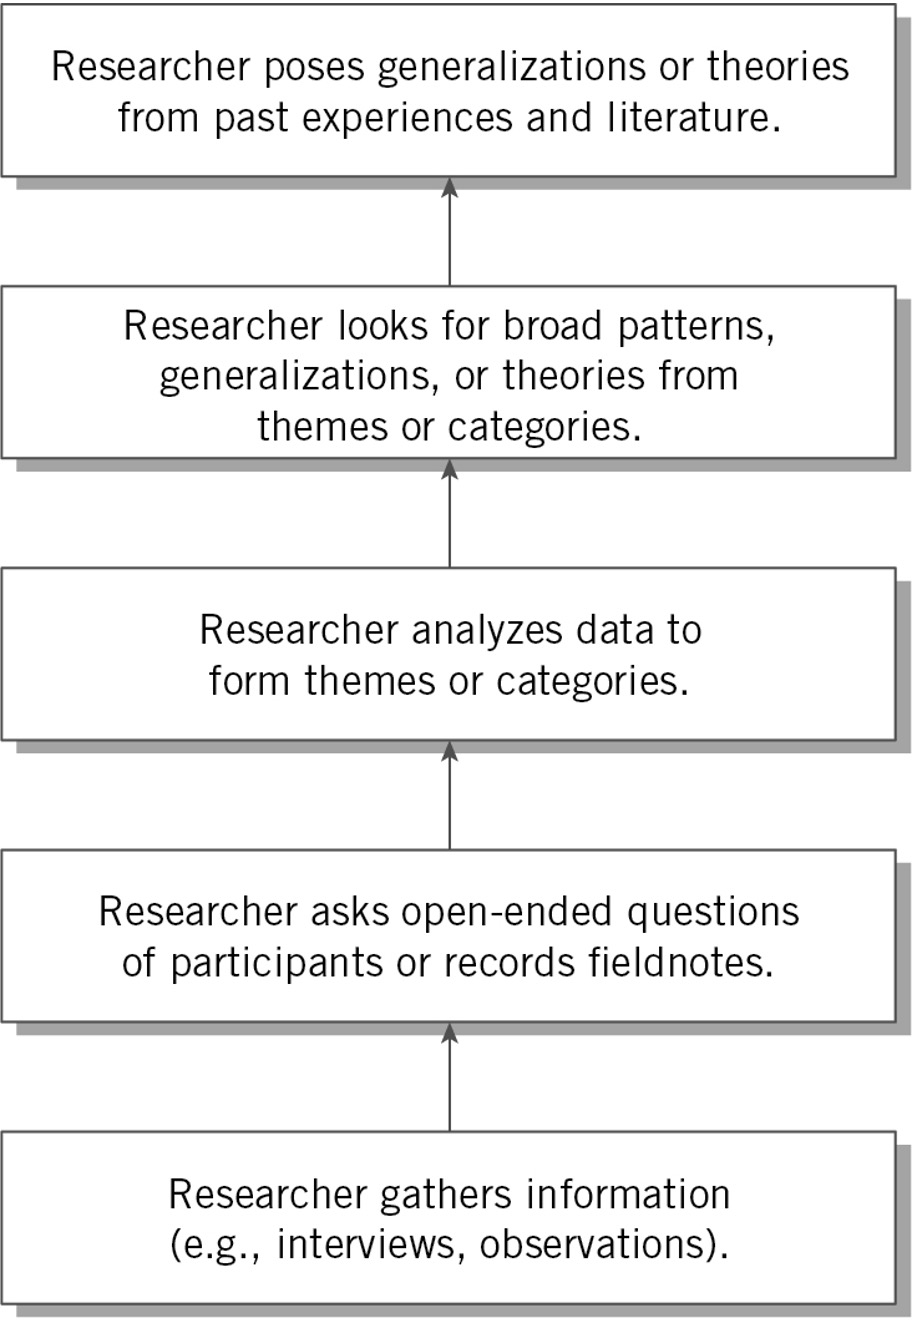 Researcher poses generalizations or theories
from past experiences and literature.
Researcher looks for broad patterns,
generalizations, or theories from
themes or categories.
Researcher analyzes data to
form themes or categories.
Researcher asks open-ended questions
of participants or records fieldnotes.
Researcher gathers information
(e.g., interviews, observations).